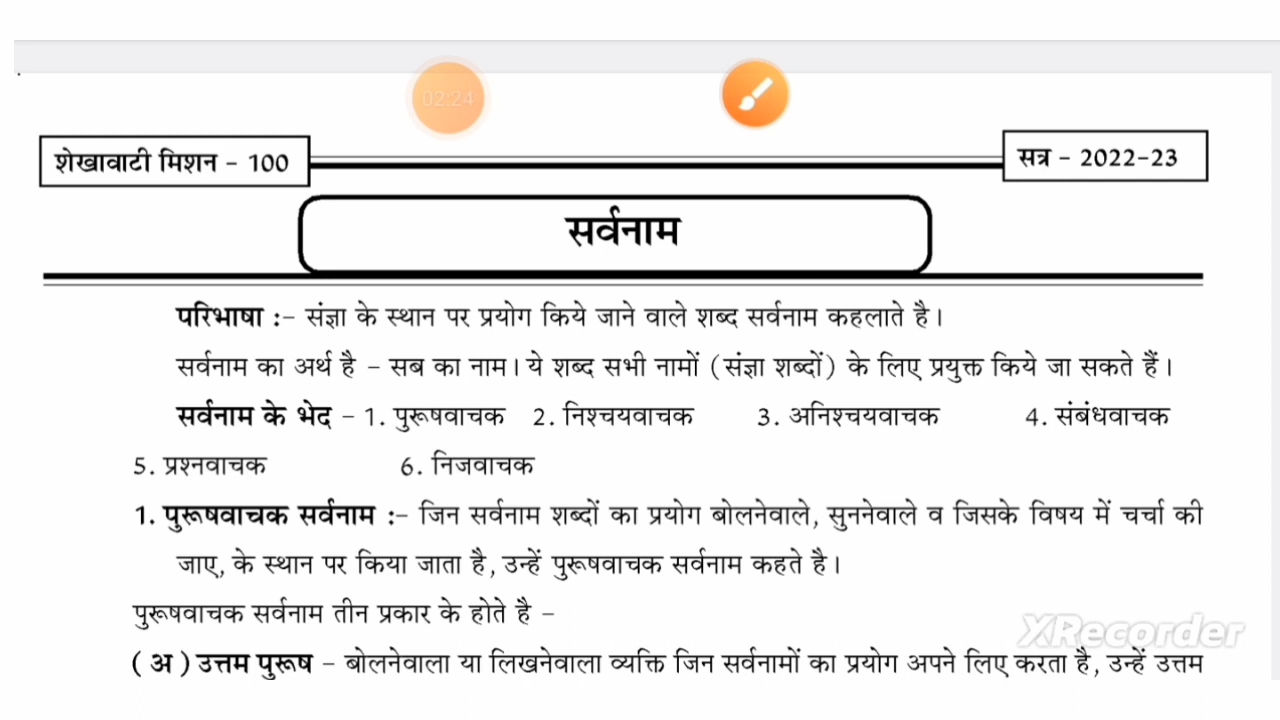 02:24
शेखावाटी मिशन - 100
सत्र - 2022-23
सर्वनाम
परिभाषा :- संज्ञा के स्थान पर प्रयोग किये जाने वाले शब्द सर्वनाम कहलाते है।
सर्वनाम का अर्थ है - सब का नाम। ये शब्द सभी नामों (संज्ञा शब्दों) के लिए प्रयुक्त किये जा सकते हैं।
सर्वनाम के भेद - 1. पुरूषवाचक 2. निश्चयवाचक 3. अनिश्चयवाचक 4. संबंधवाचक
5. प्रश्नवाचक 6. निजवाचक
1. पुरूषवाचक सर्वनाम :- जिन सर्वनाम शब्दों का प्रयोग बोलनेवाले, सुननेवाले व जिसके विषय में चर्चा की
जाए, के स्थान पर किया जाता है, उन्हें पुरूषवाचक सर्वनाम कहते है।
पुरूषवाचक सर्वनाम तीन प्रकार के होते है -
XRecorder
( अ ) उत्तम पुरूष - बोलनेवाला या लिखनेवाला व्यक्ति जिन सर्वनामों का प्रयोग अपने लिए करता है, उन्हें उत्तम